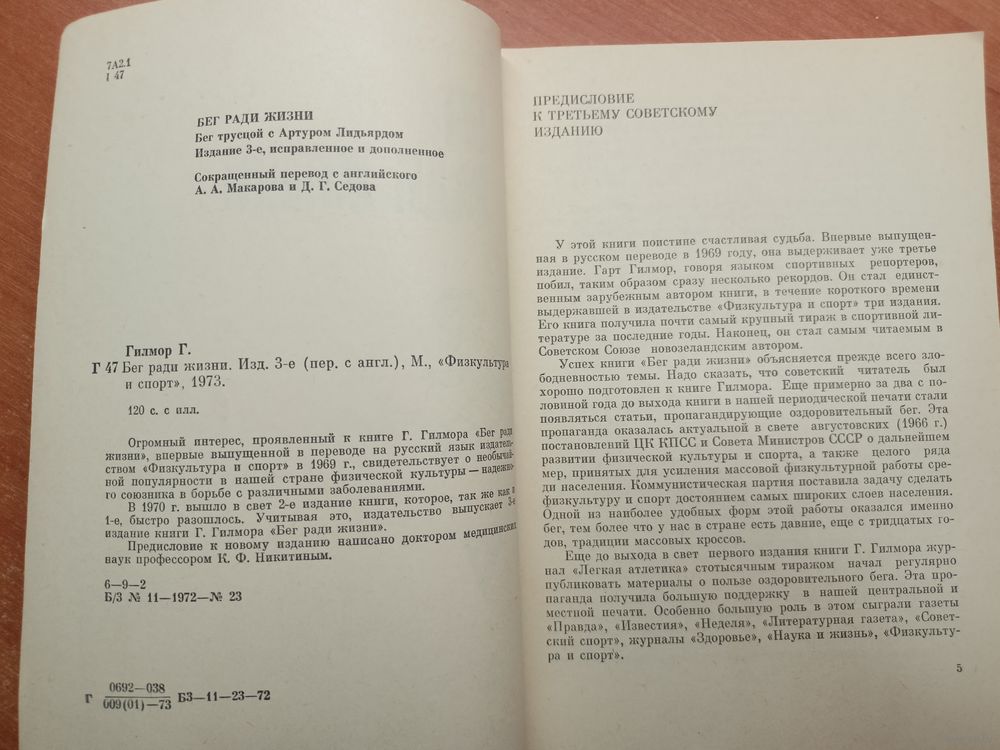 7А2.1
Г 47
БЕГ РАДИ ЖИЗНИ
Бег трусцой с Артуром Лидьярдом
Издание 3-е, исправленное и дополненное
Сокращенный перевод с английского
А. А. Макарова и Д. Г. Седова
Гилмор Г.
Г 47 Бег ради жизни. Изд. 3-е (пер. с англ.), М., «Физкультура
и спорт», 1973.
120 с. с илл.
Огромный интерес, проявленный к книге Г. Гилмора «Бег ради
жизни», впервые выпущенной в переводе на русский язык издатель-
ством «Физкультура и спорт» в 1969 г., свидетельствует о необычай-
ной популярности в нашей стране физической культуры — надежно-
го союзника в борьбе с различными заболеваниями.
В 1970 г. вышло в свет 2-е издание книги, которое, так же как и
1-е, быстро разошлось. Учитывая это, издательство выпускает 3-е
издание книги Г. Гилмора «Бег ради жизни».
Предисловие к новому изданию написано доктором медицинских
наук профессором К. Ф. Никитиным.
6—9—2
Б/З № 11—1972—№ 23
Г 0692—038
009(01)—73 БЗ—11—23—72
ПРЕДИСЛОВИЕ
К ТРЕТЬЕМУ СОВЕТСКОМУ
ИЗДАНИЮ
У этой книги поистине счастливая судьба. Впервые выпущен-
ная в русском переводе в 1969 году, она выдерживает уже третье
издание. Гарт Гилмор, говоря языком спортивных репортеров,
побил, таким образом сразу несколько рекордов. Он стал единст-
венным зарубежным автором книги, в течение короткого времени
выдержавшей в издательстве «Физкультура и спорт» три издания.
Его книга получила почти самый крупный тираж в спортивной ли-
тературе за последние годы. Наконец, он стал самым читаемым в
Советском Союзе новозеландским автором.
Успех книги «Бег ради жизни» объясняется прежде всего зло-
бодневностью темы. Надо сказать, что советский читатель был
хорошо подготовлен к книге Гилмора. Еще примерно за два с по-
ловиной года до выхода книги в нашей периодической печати стали
появляться статьи, пропагандирующие оздоровительный бег. Эта
пропаганда оказалась актуальной в свете августовских (1966 г.)
постановлений ЦК КПСС и Совета Министров СССР о дальнейшем
развитии физической культуры и спорта, а также целого ряда
мер, принятых для усиления массовой физкультурной работы сре-
ди населения. Коммунистическая партия поставила задачу сделать
физкультуру и спорт достоянием самых широких слоев населения.
Одной из наиболее удобных форм этой работы оказался именно
бег, тем более что у нас в стране есть давние, еще с тридцатых го-
дов, традиции массовых кроссов.
Еще до выхода в свет первого издания книги Г. Гилмора жур-
нал «Легкая атлетика» стотысячным тиражом начал регулярно
публиковать материалы о пользе оздоровительного бега. Эта про-
паганда получила большую поддержку в нашей центральной и
местной печати. Особенно большую роль в этом сыграли газеты
«Правда», «Известия», «Неделя», «Литературная газета», «Совет-
ский спорт», журналы «Здоровье», «Наука и жизнь», «Физкульту-
ра и спорт».
5